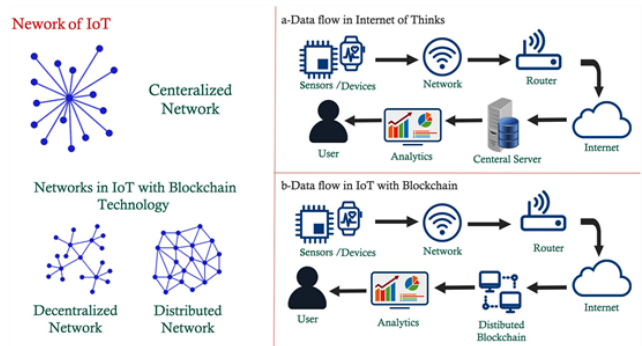 Nework of IoT
Centeralized
Network
Networks in IoT with Blockchain
Technology
Decentralized
Network
Distributed
Network
a-Data flow in Internet of Thinks
Sensors /Devices
Network
Router
User
Analytics
Centeral Server
Internet
b-Data flow in IoT with Blockchain
Sensors /Devices
Network
Router
User
Analytics
Distibuted
Blockchain
Internet